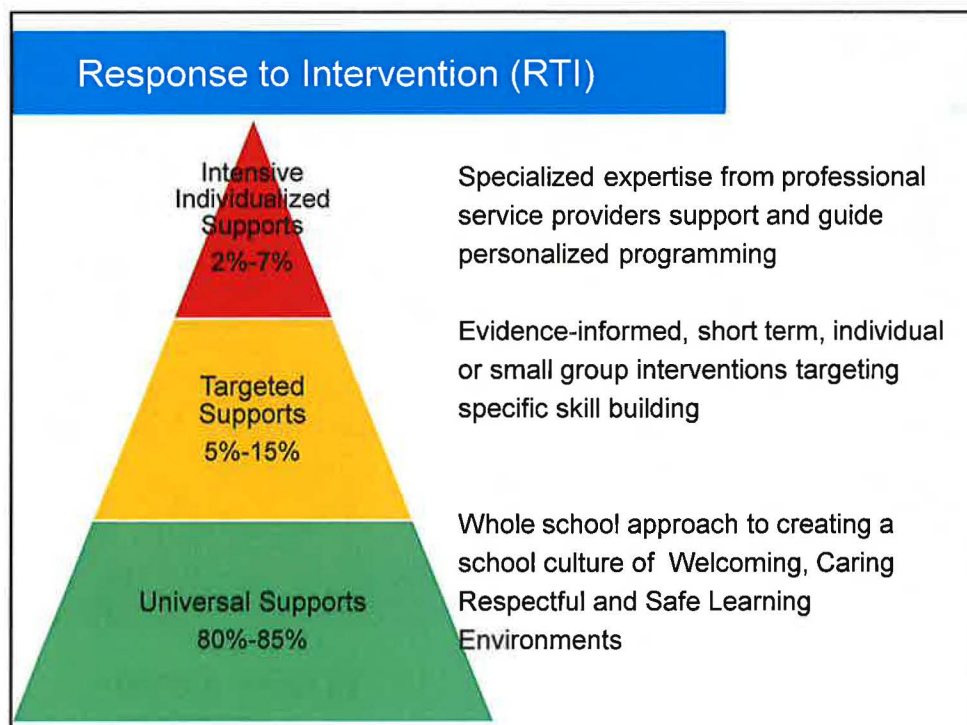 Response to Intervention (RTI)
Intensive
Individualized
Supports
2%-7%
Specialized expertise from professional
service providers support and guide
personalized programming
Targeted
Supports
5%-15%
Evidence-informed, short term, individual
or small group interventions targeting
specific skill building
Universal Supports
80%-85%
Whole school approach to creating a
school culture of Welcoming, Caring
Respectful and Safe Learning
Environments